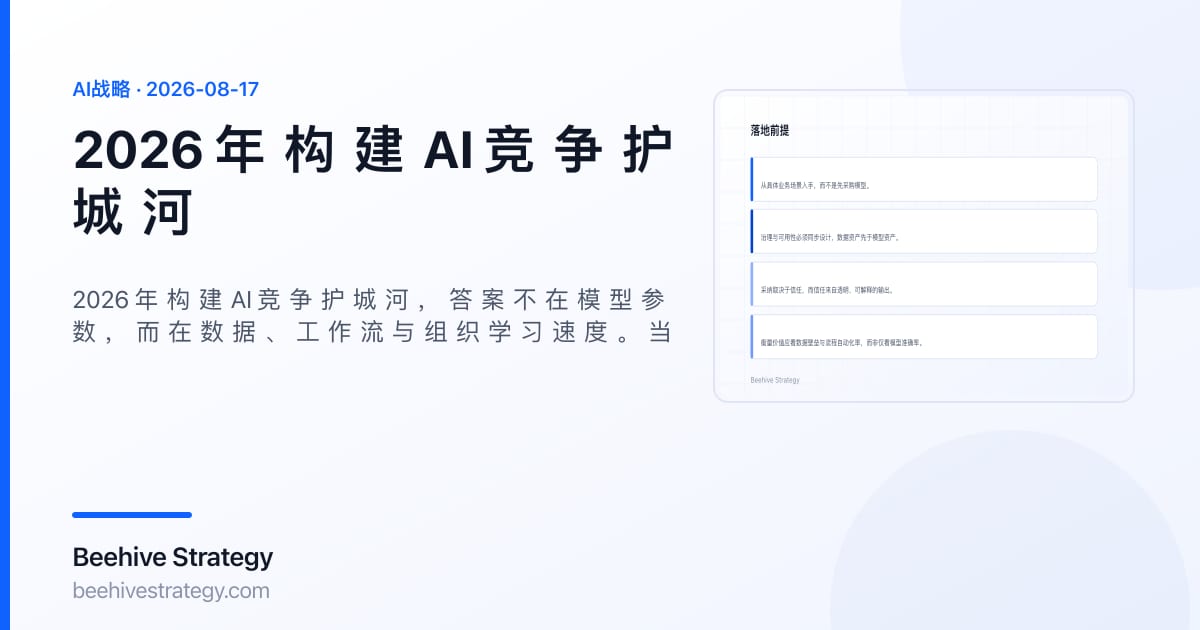 AI战略 · 2026-08-17
2026年构建AI竞争护
城河
2026年构建AI竞争护城河，答案不在模型参
数，而在数据、工作流与组织学习速度。当
落地前提
从具体业务场景入手，而不是先采购模型。
治理与可用性必须同步设计，数据资产先于模型资产。
采纳取决于信任，而信任来自透明、可解释的输出。
衡量价值应看数据壁垒与流程自动化率，而非仅看模型准确率。
Beehive Strategy
Beehive Strategy
beehivestrategy.com